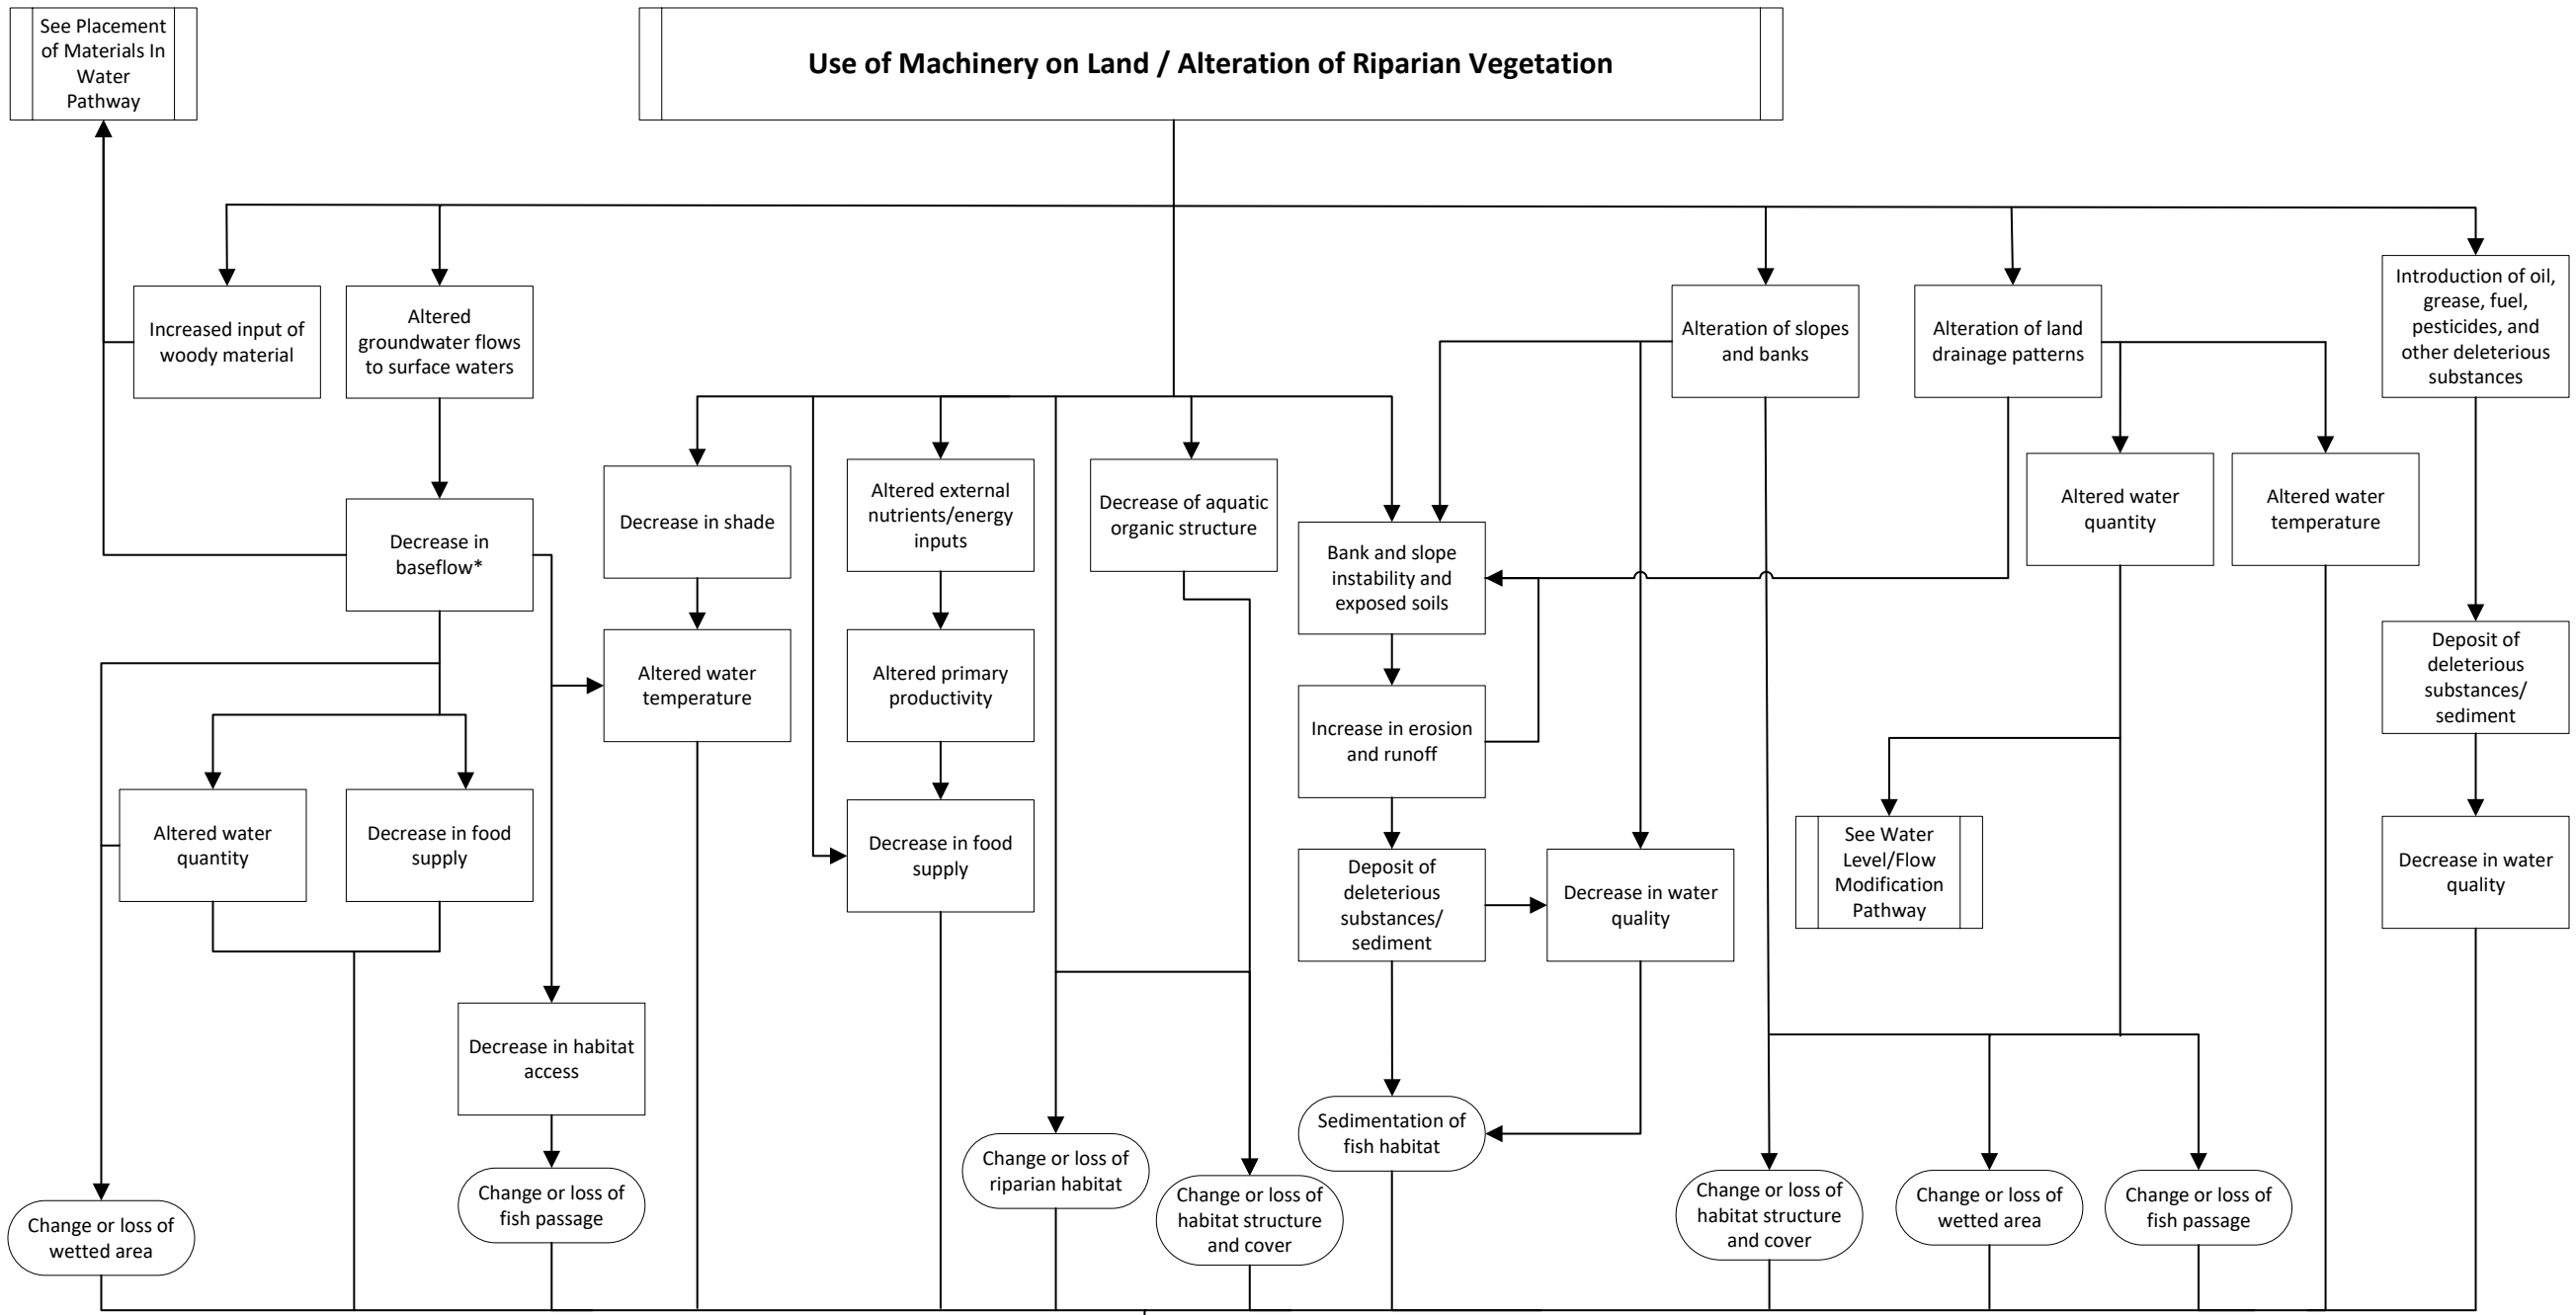 See Placement
of Materials In
Water
Pathway
Use of Machinery on Land / Alteration of Riparian Vegetation
Increased input of
woody material
Altered
groundwater flows
to surface waters
Alteration of slopes
and banks
Alteration of land
drainage patterns
Introduction of oil,
grease, fuel,
pesticides, and
other deleterious
substances
Decrease in
baseflow*
Decrease in shade
Altered external
nutrients/energy
inputs
Decrease of aquatic
organic structure
Bank and slope
instability and
exposed soils
Altered water
quantity
Altered water
temperature
Altered water
temperature
Altered primary
productivity
Increase in erosion
and runoff
Deposit of
deleterious
substances/
sediment
Altered water
quantity
Decrease in food
supply
Decrease in food
supply
Deposit of
deleterious
substances/
sediment
Decrease in water
quality
See Water
Level/Flow
Modification
Pathway
Decrease in water
quality
Decrease in habitat
access
Sedimentation of
fish habitat
Change or loss of
wetted area
Change or loss of
fish passage
Change or loss of
riparian habitat
Change or loss of
habitat structure
and cover
Change or loss of
habitat structure
and cover
Change or loss of
wetted area
Change or loss of
fish passage